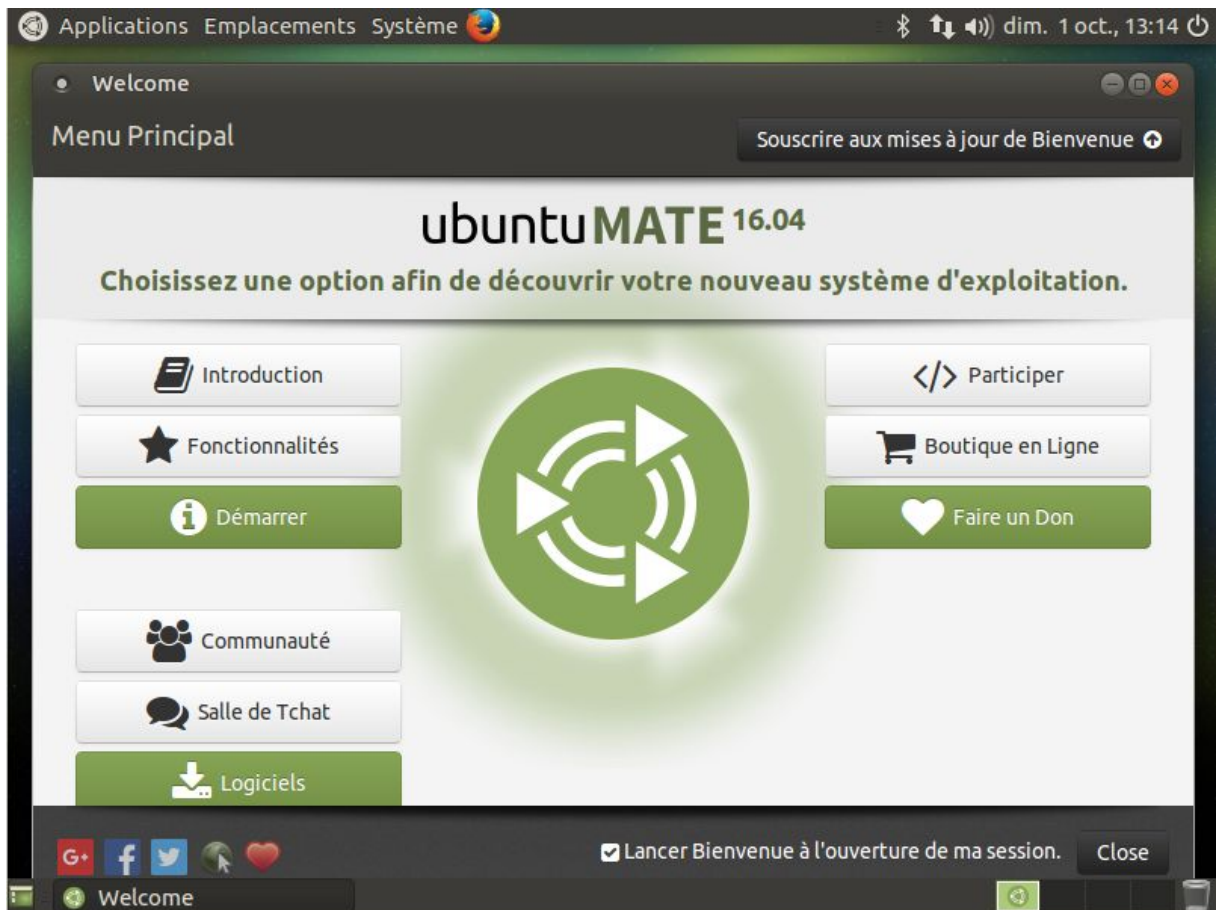 Applications Emplacements Système dim. 1 oct., 13:14
Welcome
Menu Principal
Souscrire aux mises à jour de Bienvenue
ubuntu MATE 16.04
Choisissez une option afin de découvrir votre nouveau système d'exploitation.
Introduction
Fonctionnalités
Démarrer
Communauté
Salle de Tchat
Logiciels
Participer
Boutique en Ligne
Faire un Don
G+ f
Lancer Bienvenue à l'ouverture de ma session.
Close
Welcome